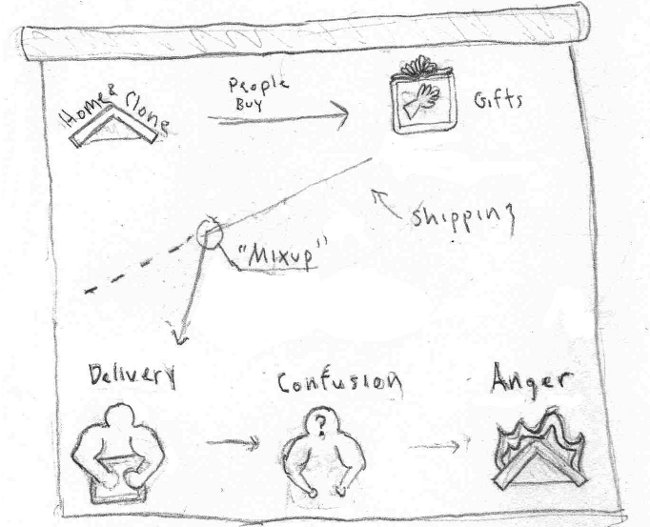 Home & Clone
People
Buy
Gifts
Shipping
"Mixup"
Delivery
Confusion
Anger
?